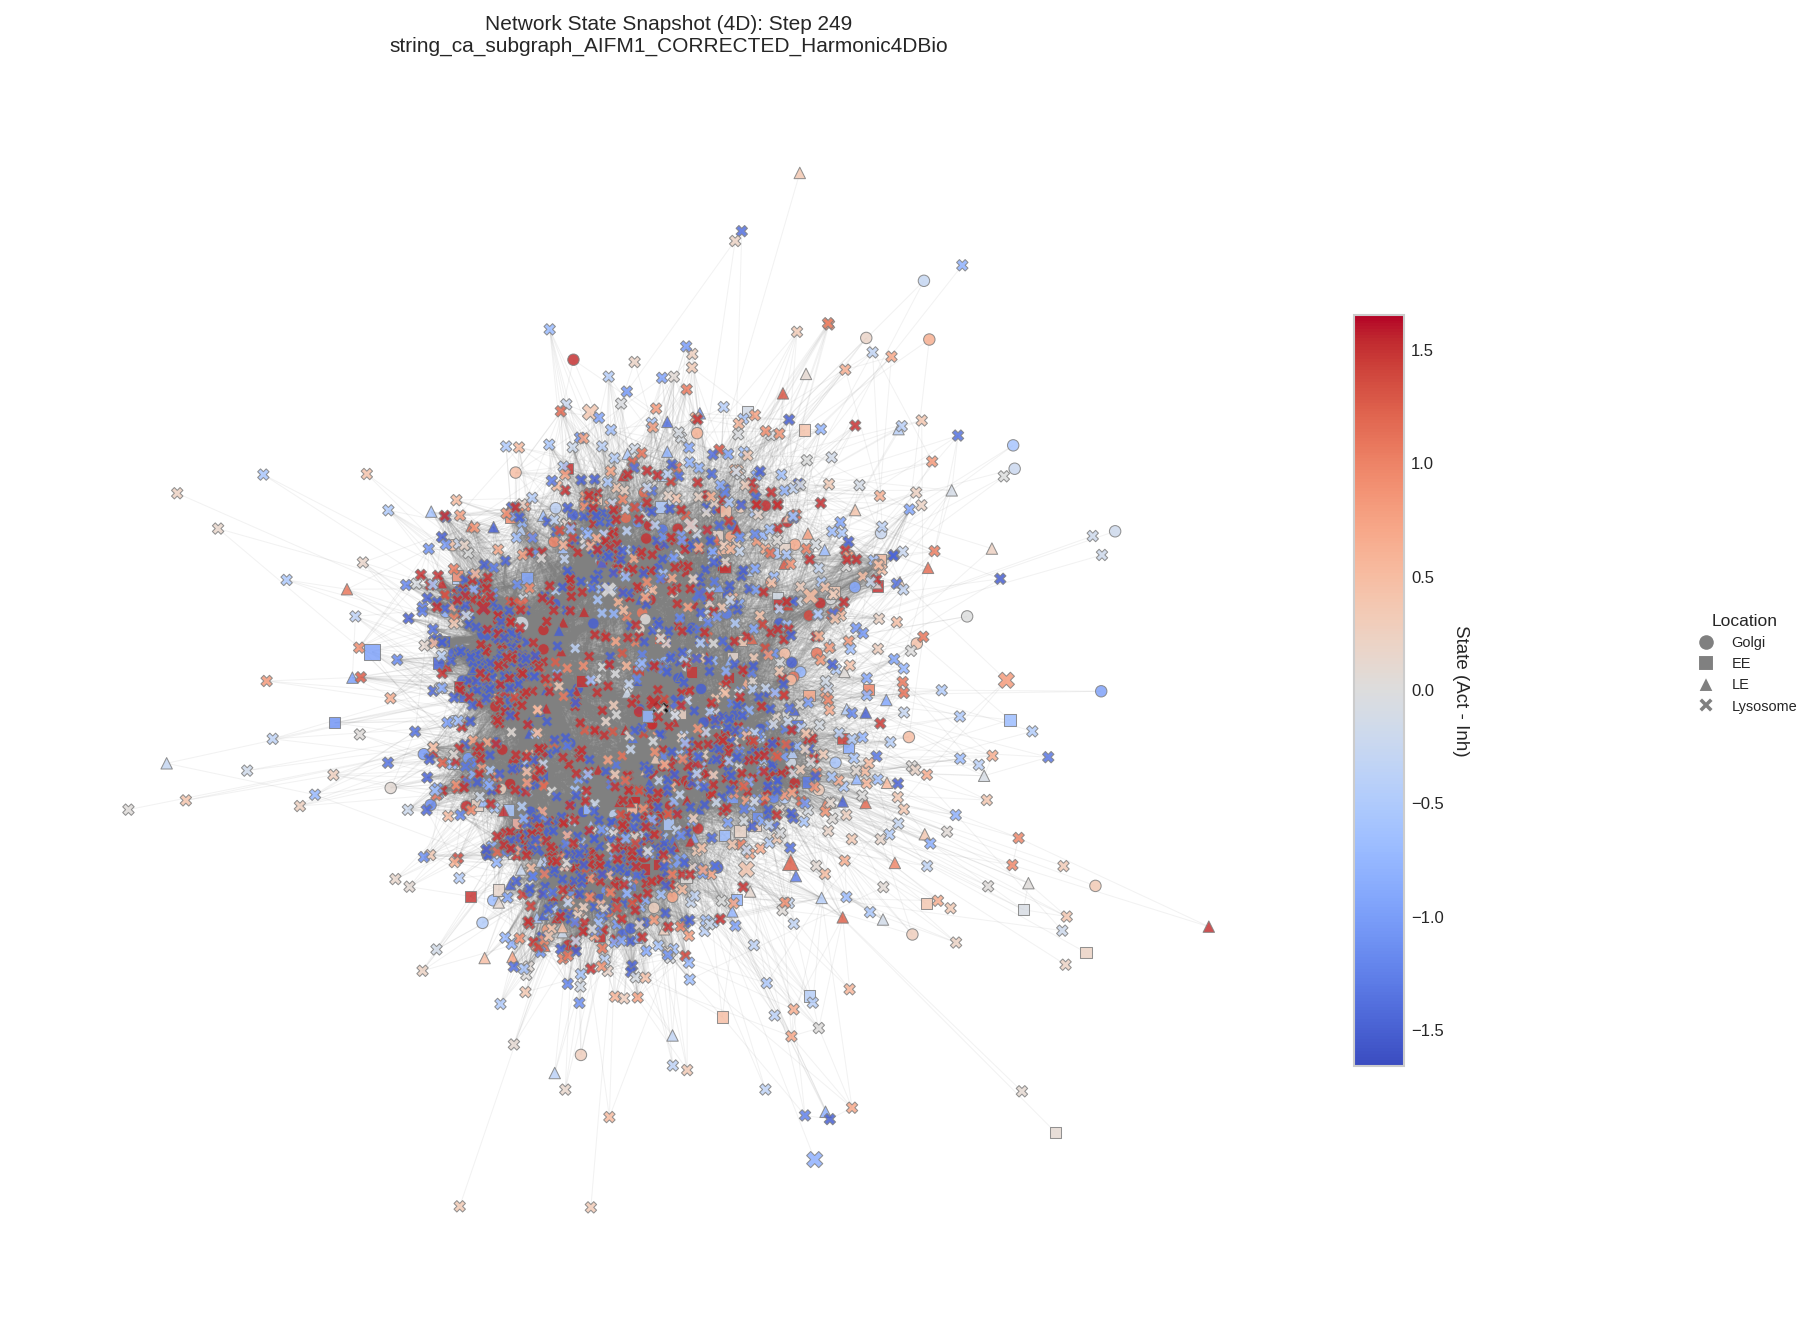 Network State Snapshot (4D): Step 249
string_ca_subgraph_AIFM1_CORRECTED_Harmonic4DBio
1.5
1.0
0.5
0.0
−0.5
−1.0
−1.5
State (Act - Inh)
Location
Golgi
EE
LE
Lysosome